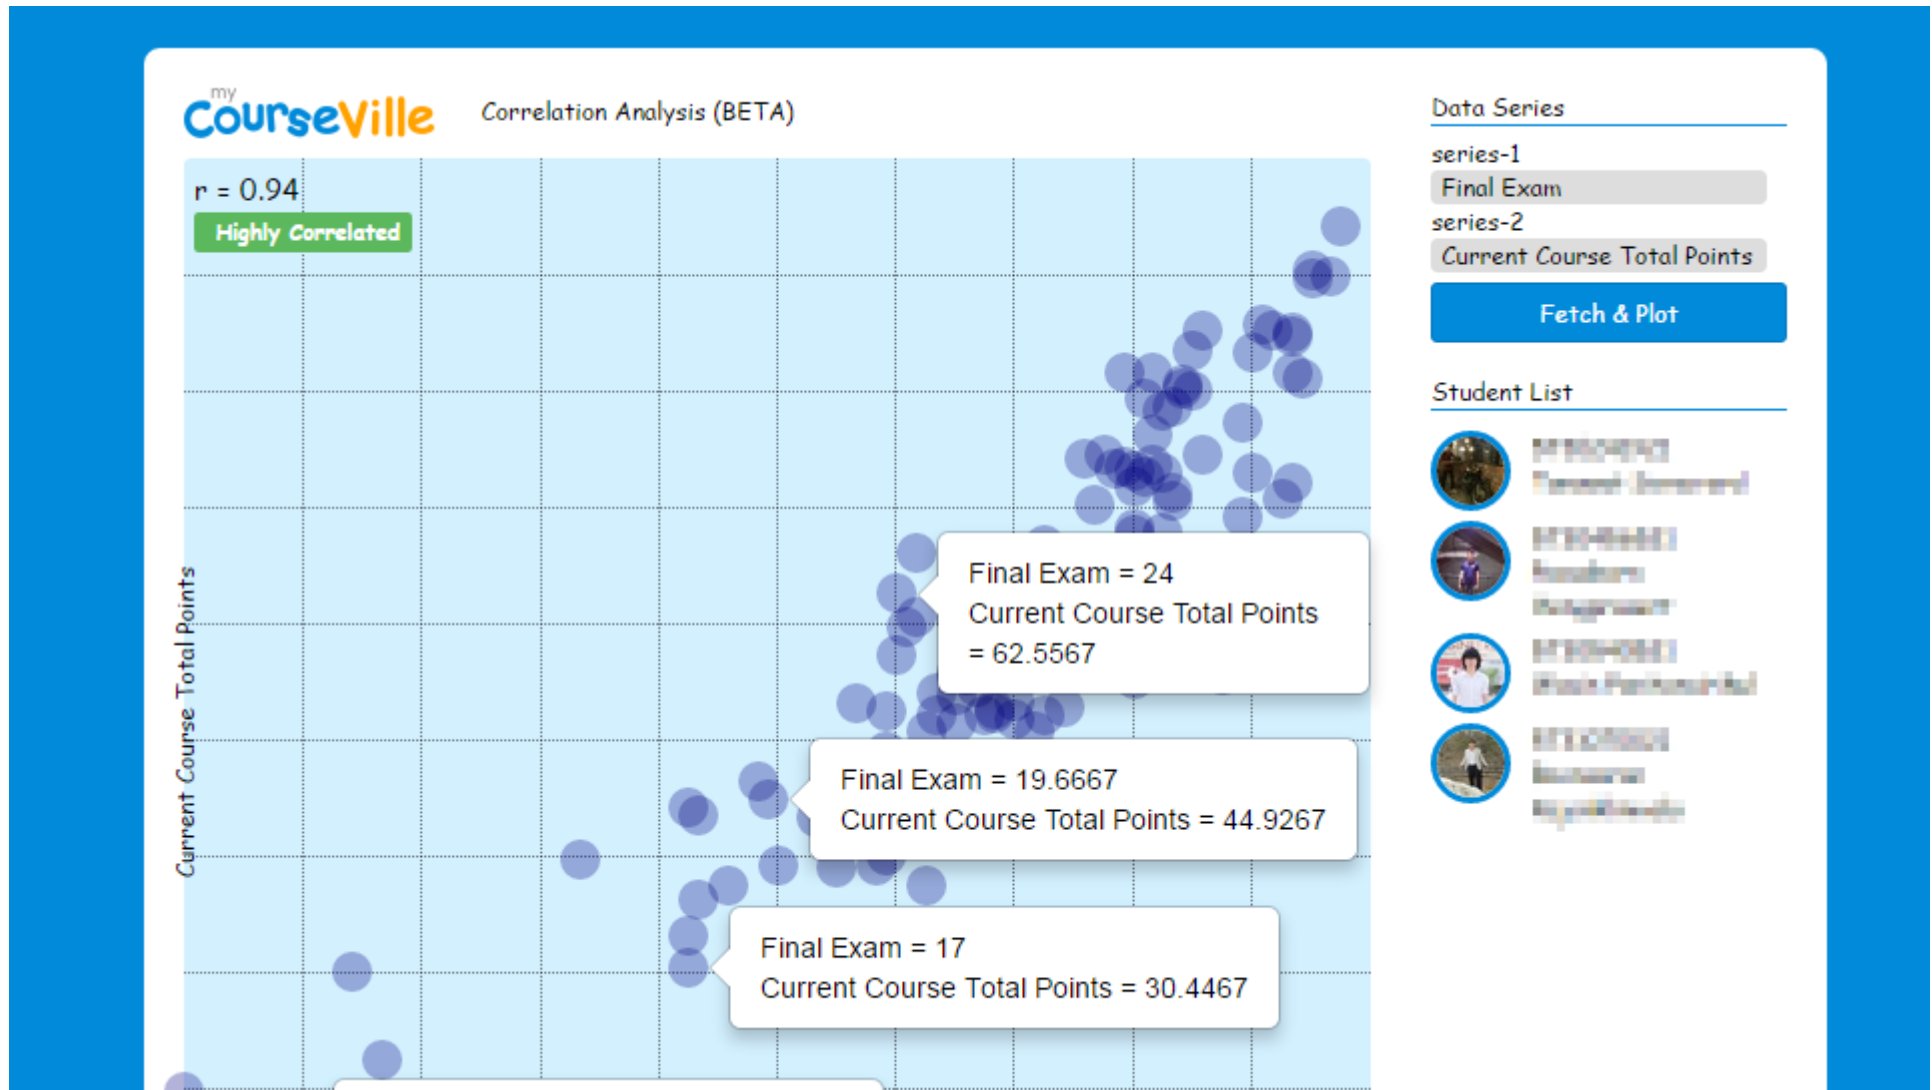 my
CourseVille
Correlation Analysis (BETA)
r = 0.94
Highly Correlated
Current Course Total Points
Final Exam = 24
Current Course Total Points
= 62.5567
Final Exam = 19.6667
Current Course Total Points = 44.9267
Final Exam = 17
Current Course Total Points = 30.4467
Data Series
series-1
Final Exam
series-2
Current Course Total Points
Fetch & Plot
Student List